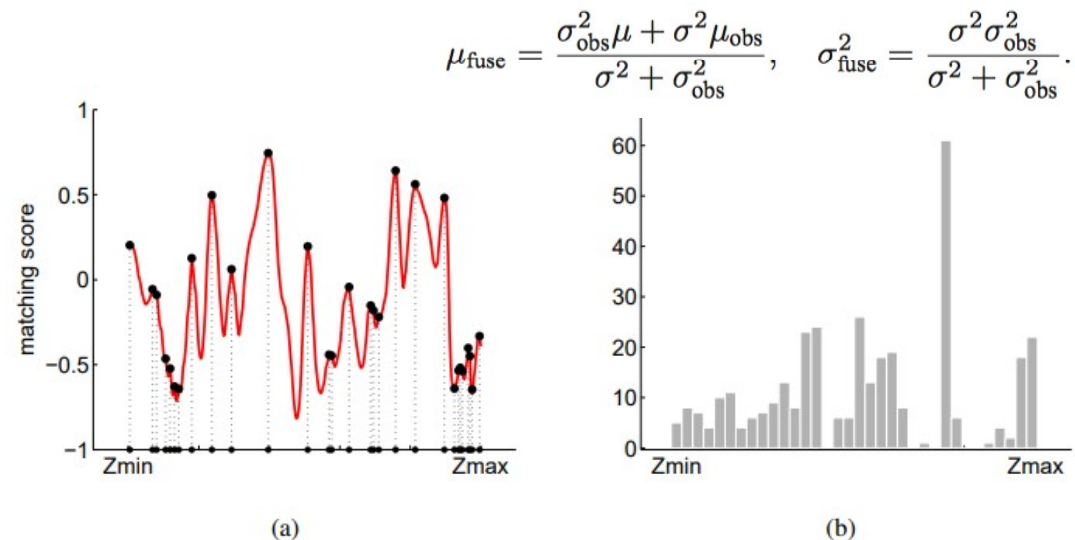 μ_fuse = (σ²_obs μ + σ² μ_obs) / (σ² + σ²_obs),   σ²_fuse = (σ² σ²_obs) / (σ² + σ²_obs).
matching score
1
0.5
0
−0.5
−1
Zmin Zmax
(a)
60
50
40
30
20
10
0
Zmin Zmax
(b)